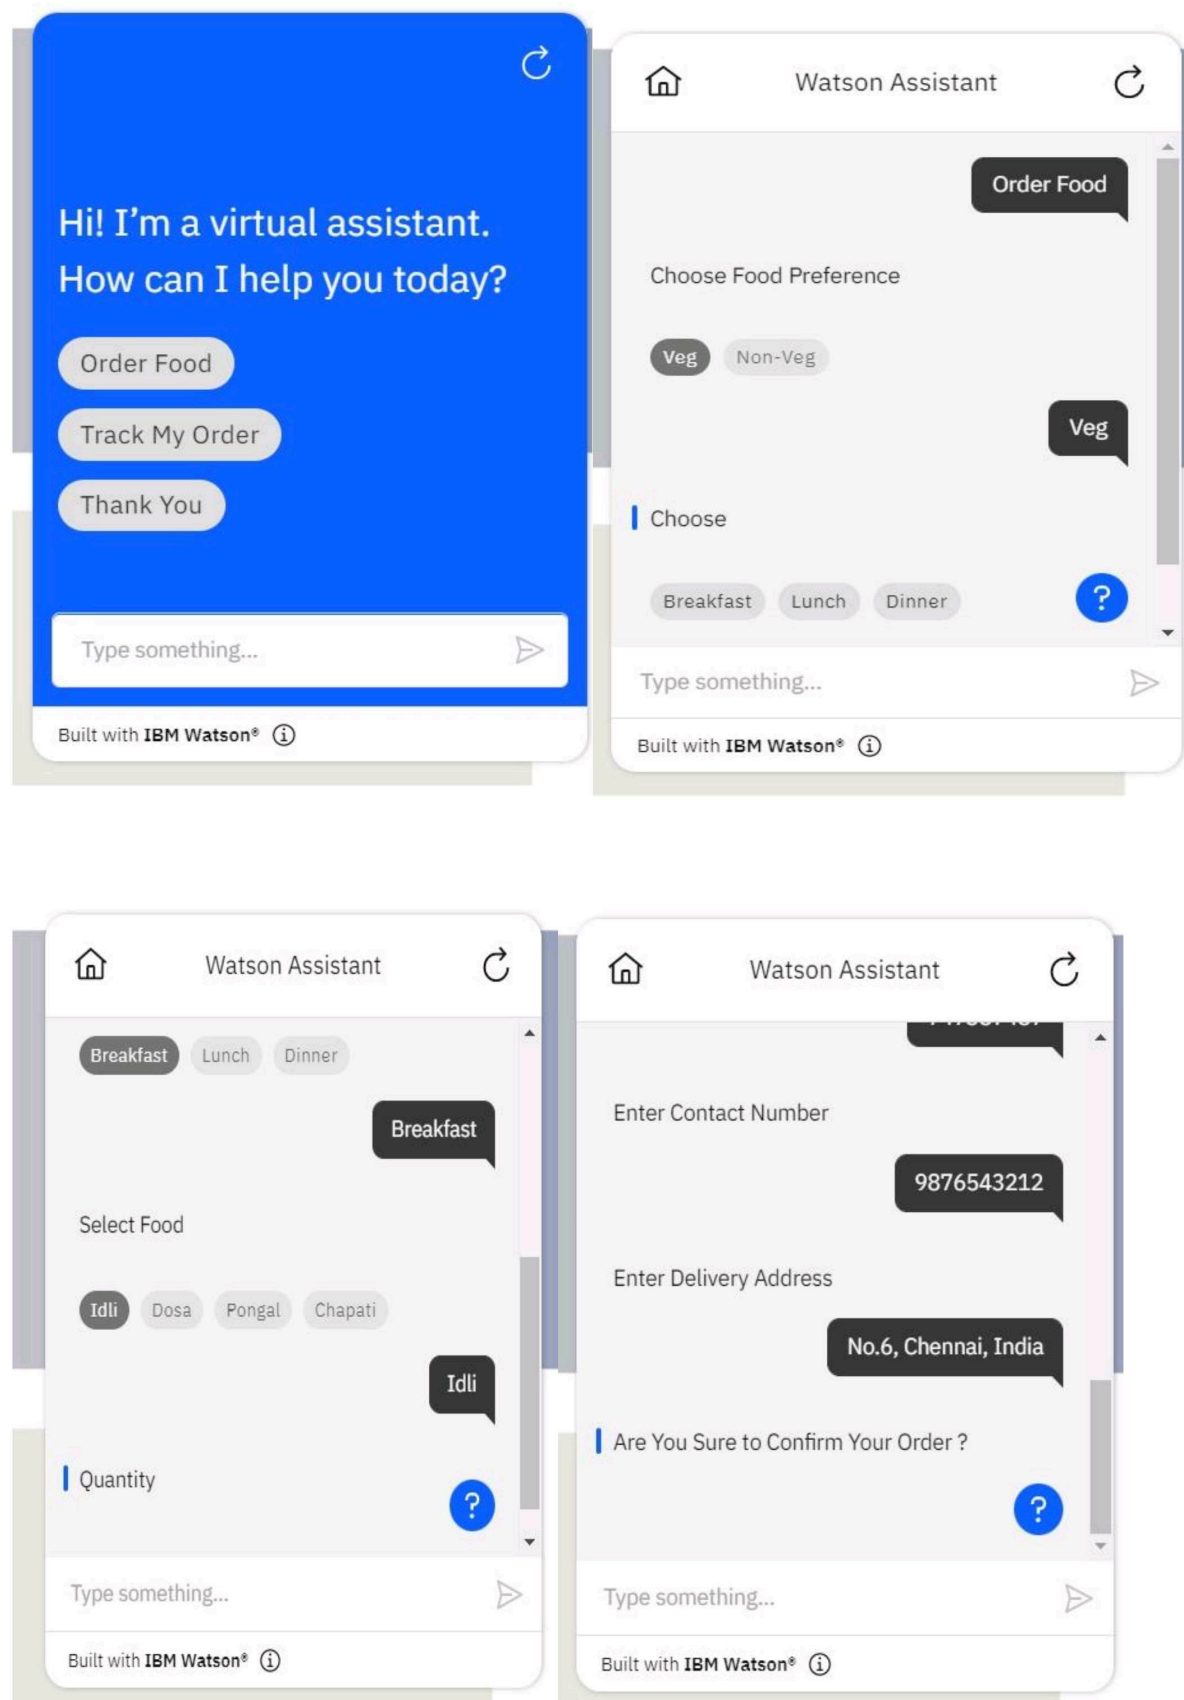 Hi! I’m a virtual assistant.
How can I help you today?
Order Food
Track My Order
Thank You
Type something...
Built with IBM Watson®
Watson Assistant
Order Food
Choose Food Preference
Veg Non-Veg
Veg
Choose
Breakfast Lunch Dinner
?
Type something...
Built with IBM Watson®
Watson Assistant
Breakfast Lunch Dinner
Breakfast
Select Food
Idli Dosa Pongal Chapati
Idli
Quantity
?
Type something...
Built with IBM Watson®
Watson Assistant
Enter Contact Number
9876543212
Enter Delivery Address
No.6, Chennai, India
Are You Sure to Confirm Your Order ?
?
Type something...
Built with IBM Watson®